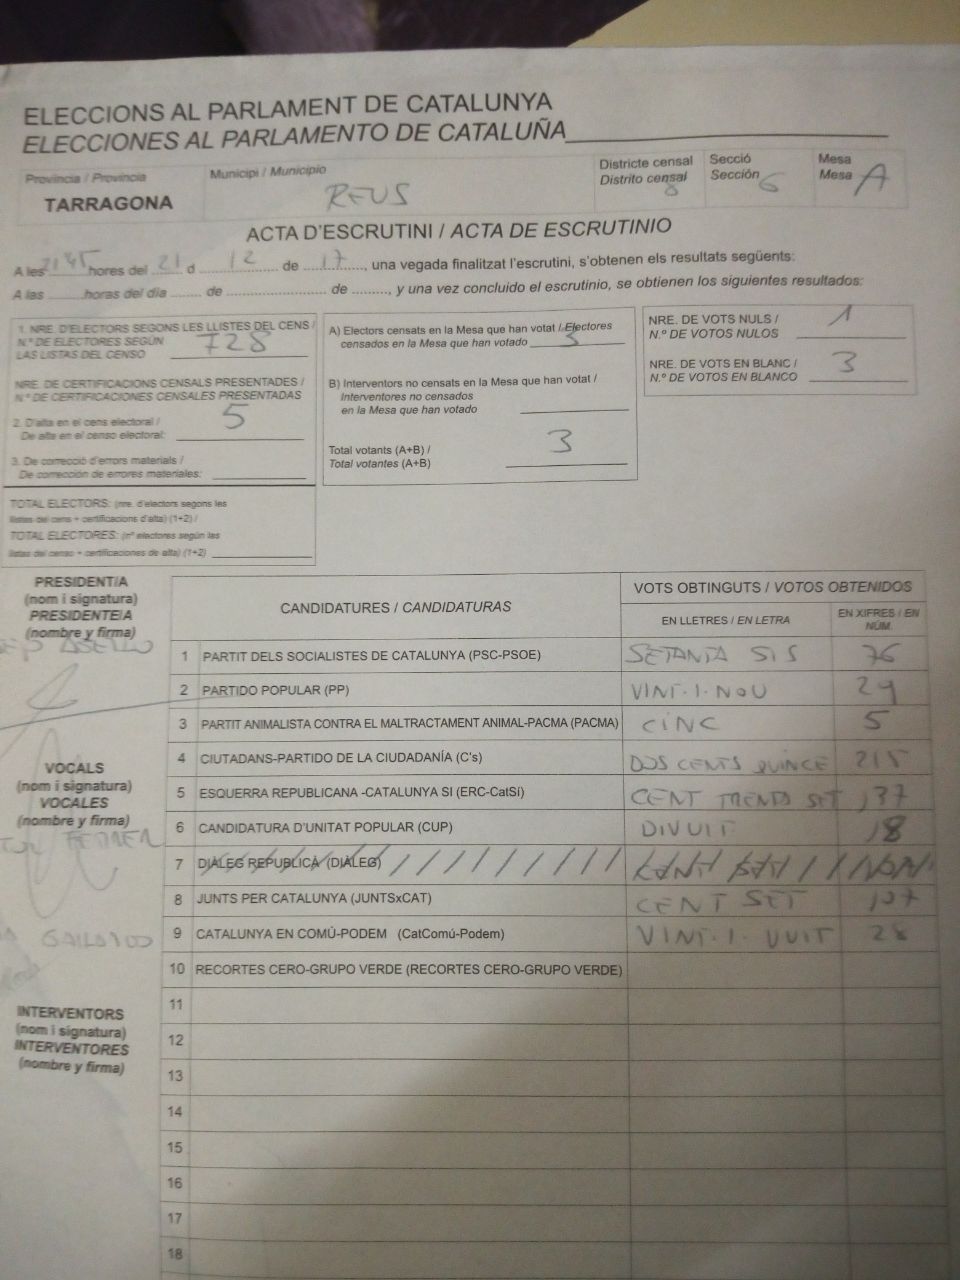 ELECCIONS AL PARLAMENT DE CATALUNYA
ELECCIONES AL PARLAMENTO DE CATALUÑA
Provincia / Provincia
TARRAGONA
Municipi / Municipio
REUS
Districte censal
Distrito censal
8
Secció
Sección 6
Mesa
Mesa A
ACTA D'ESCRUTINI / ACTA DE ESCRUTINIO
A les 21'45 hores del 21 d 12 de 17, una vegada finalitzat l'escrutini, s'obtenen els resultats següents:
A las ........horas del día ........ de ........................ de ........., y una vez concluido el escrutinio, se obtienen los siguientes resultados:
1. NRE. D'ELECTORS SEGONS LES LLISTES DEL CENS /
N.º DE ELECTORES SEGÚN
LAS LISTAS DEL CENSO
728
NRE. DE CERTIFICACIONS CENSALS PRESENTADES /
N.º DE CERTIFICACIONES CENSALES PRESENTADAS
2. D'alta en el cens electoral /
De alta en el censo electoral:
5
3. De correcció d'errors materials /
De corrección de errores materiales:
TOTAL ELECTORS: (nre. d'electors segons les
llistes del cens + certificacions d'alta) (1+2) /
TOTAL ELECTORES: (nº electores según las
listas del censo + certificaciones de alta) (1+2)
A) Electors censats en la Mesa que han votat / Electores
censados en la Mesa que han votado 3
B) Interventors no censats en la Mesa que han votat /
Interventores no censados
en la Mesa que han votado
Total votants (A+B) /
Total votantes (A+B)
3
NRE. DE VOTS NULS /
N.º DE VOTOS NULOS
1
NRE. DE VOTS EN BLANC /
N.º DE VOTOS EN BLANCO
3
PRESIDENT/A
(nom i signatura)
PRESIDENTE/A
(nombre y firma)
VOCALS
(nom i signatura)
VOCALES
(nombre y firma)
INTERVENTORS
(nom i signatura)
INTERVENTORES
(nombre y firma)
CANDIDATURES / CANDIDATURAS
VOTS OBTINGUTS / VOTOS OBTENIDOS
EN LLETRES / EN LETRA
EN XIFRES / EN
NÚM.
1 PARTIT DELS SOCIALISTES DE CATALUNYA (PSC-PSOE) SETANTA SIS 76
2 PARTIDO POPULAR (PP) VINT-I-NOU 29
3 PARTIT ANIMALISTA CONTRA EL MALTRACTAMENT ANIMAL-PACMA (PACMA) CINC 5
4 CIUTADANS-PARTIDO DE LA CIUDADANÍA (C's) DOS CENTS QUINCE 215
5 ESQUERRA REPUBLICANA -CATALUNYA SI (ERC-CatSí) CENT TRENTA SET 137
6 CANDIDATURA D'UNITAT POPULAR (CUP) DIVUIT 18
7 DIÀLEG REPUBLICÀ (DIÀLEG)
8 JUNTS PER CATALUNYA (JUNTSxCAT) CENT SET 107
9 CATALUNYA EN COMÚ-PODEM (CatComú-Podem) VINT-I-VUIT 28
10 RECORTES CERO-GRUPO VERDE (RECORTES CERO-GRUPO VERDE)
11
12
13
14
15
16
17
18